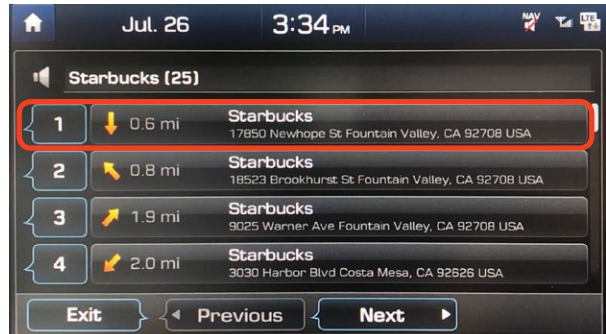 Jul. 26 3:34 PM NAV LTE
Starbucks (25)
1 0.6 mi Starbucks
17850 Newhope St Fountain Valley, CA 92708 USA
2 0.8 mi Starbucks
18523 Brookhurst St Fountain Valley, CA 92708 USA
3 1.9 mi Starbucks
9025 Warner Ave Fountain Valley, CA 92708 USA
4 2.0 mi Starbucks
3030 Harbor Blvd Costa Mesa, CA 92626 USA
Exit Previous Next